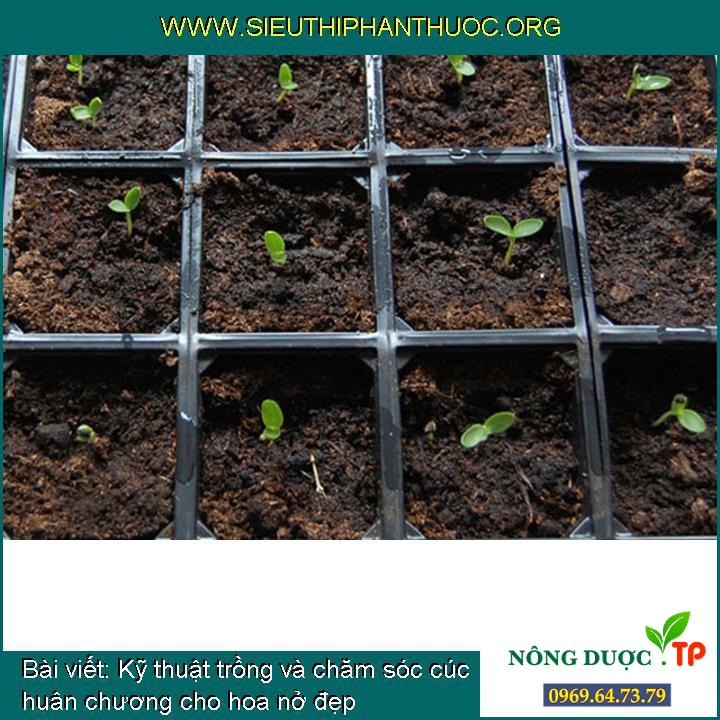 WWW.SIEUTHIPHANTHUOC.ORG
Bài viết: Kỹ thuật trồng và chăm sóc cúc
huân chương cho hoa nở đẹp
NÔNG DƯỢC TP
0969.64.73.79